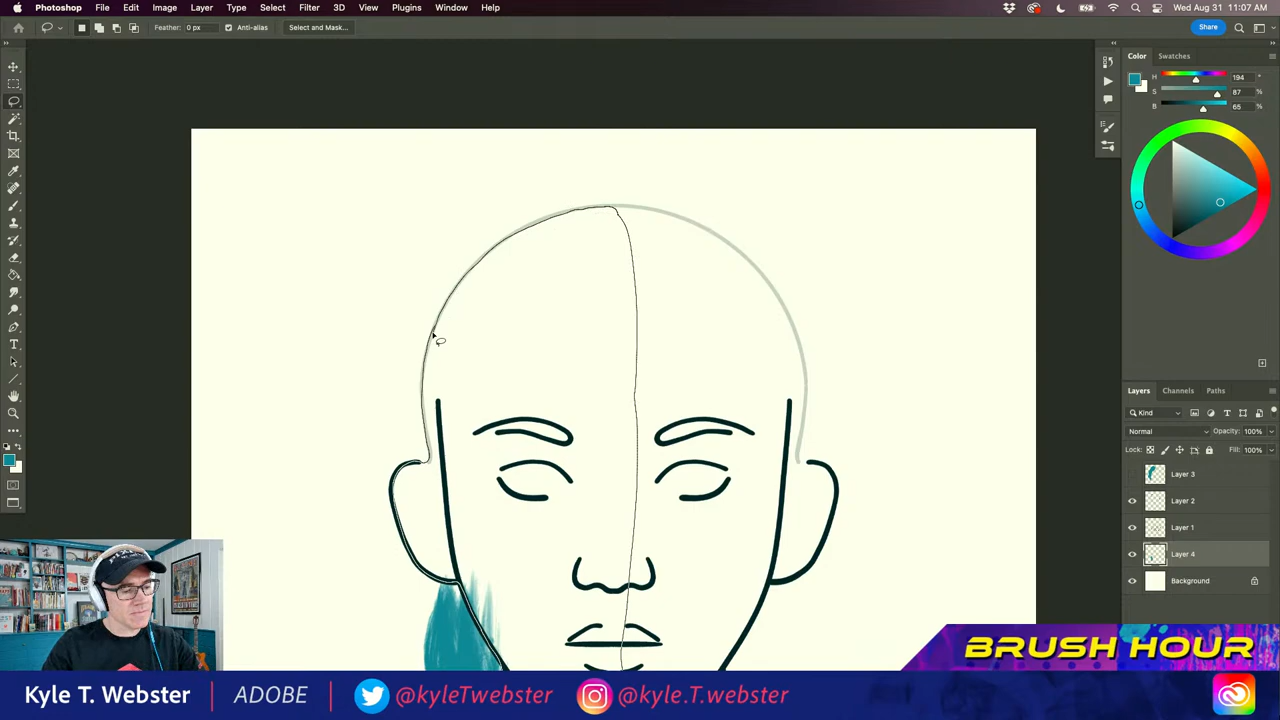 Photoshop File Edit Image Layer Type Select Filter 3D View Plugins Window Help Wed Aug 31 11:07 AM
Feather: 0 px Anti-alias Select and Mask... Share
Color Swatches
H 194 °
S 87 %
B 65 %
Layers Channels Paths
Kind
Normal Opacity: 100%
Lock: Fill: 100%
Layer 3
Layer 2
Layer 1
Layer 4
Background
BRUSH HOUR
Kyle T. Webster | ADOBE @kyleTwebster @kyle.T.webster